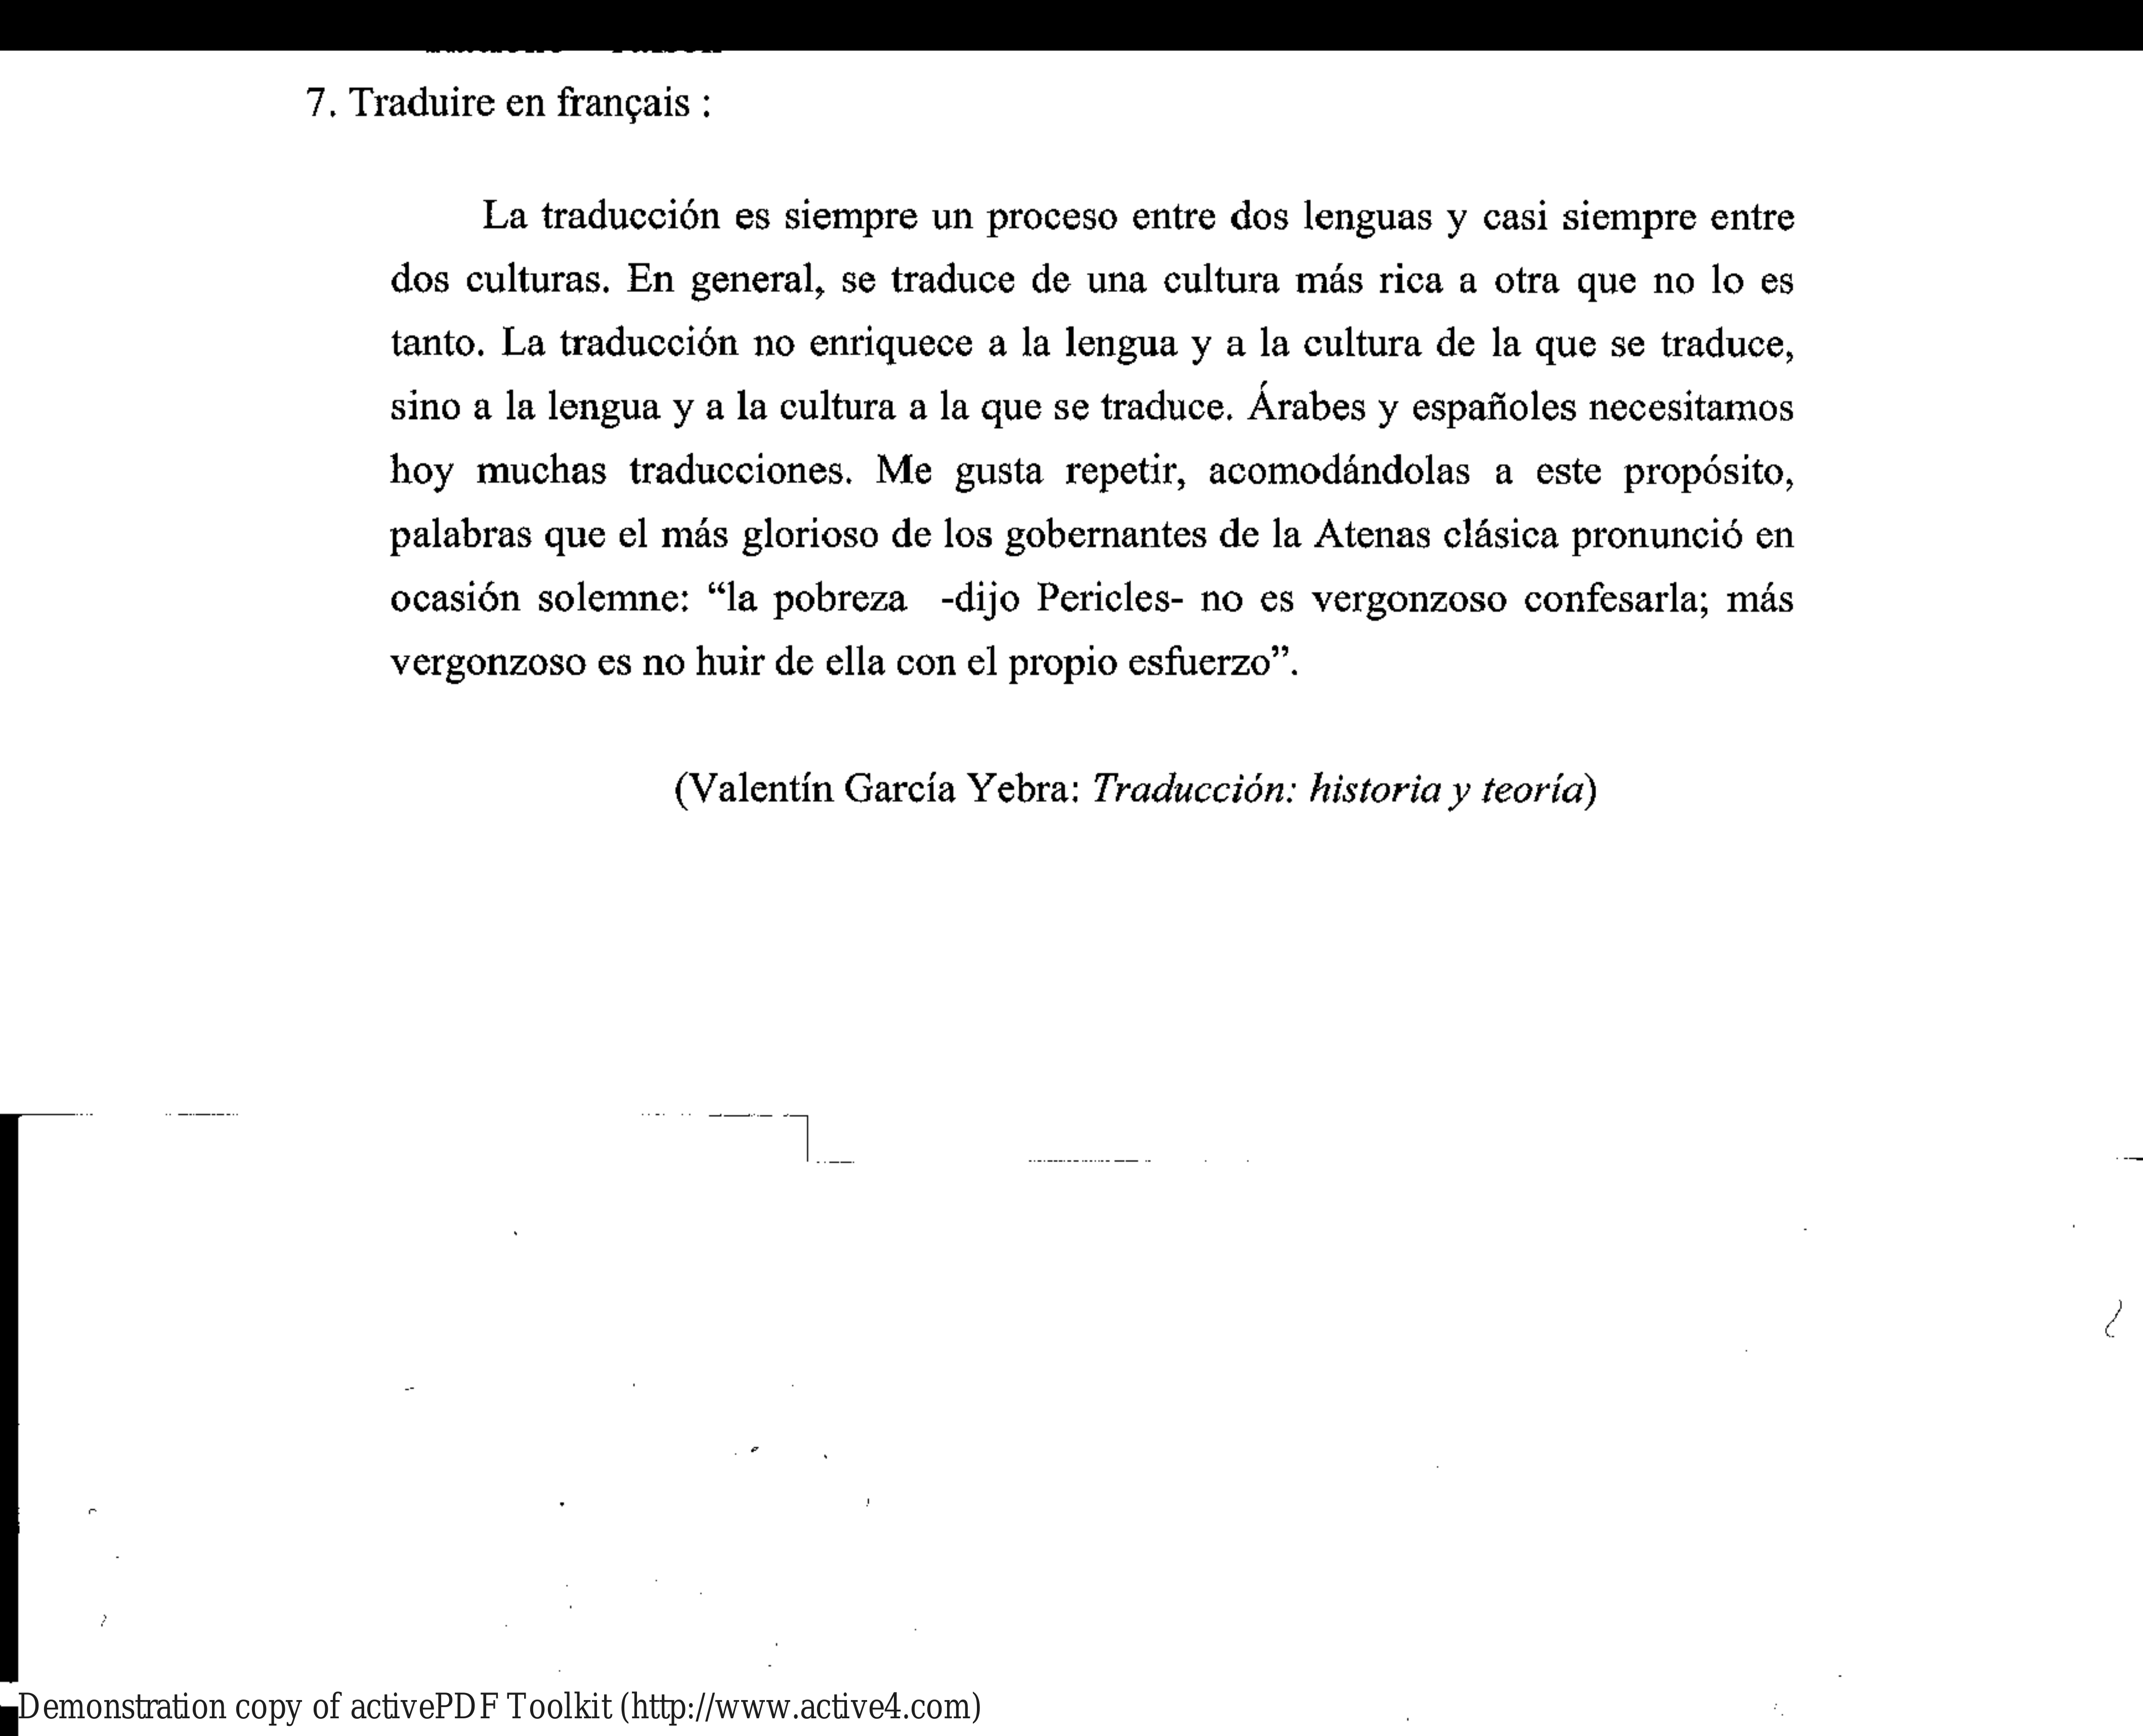 7. Traduire en français :
La traducción es siempre un proceso entre dos lenguas y casi siempre entre
dos culturas. En general, se traduce de una cultura más rica a otra que no lo es
tanto. La traducción no enriquece a la lengua y a la cultura de la que se traduce,
sino a la lengua y a la cultura a la que se traduce. Árabes y españoles necesitamos
hoy muchas traducciones. Me gusta repetir, acomodándolas a este propósito,
palabras que el más glorioso de los gobernantes de la Atenas clásica pronunció en
ocasión solemne: “la pobreza -dijo Pericles- no es vergonzoso confesarla; más
vergonzoso es no huir de ella con el propio esfuerzo”.
(Valentín García Yebra: Traducción: historia y teoría)
Demonstration copy of activePDF Toolkit (http://www.active4.com)